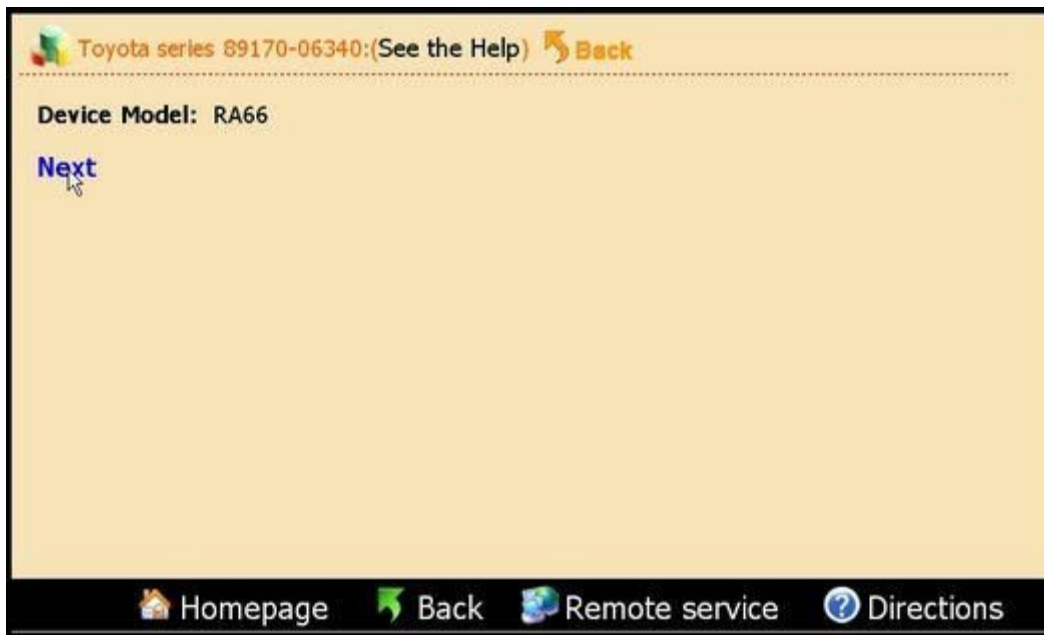 Toyota series 89170-06340:(See the Help) Back
Device Model: RA66
Next
Homepage Back Remote service Directions